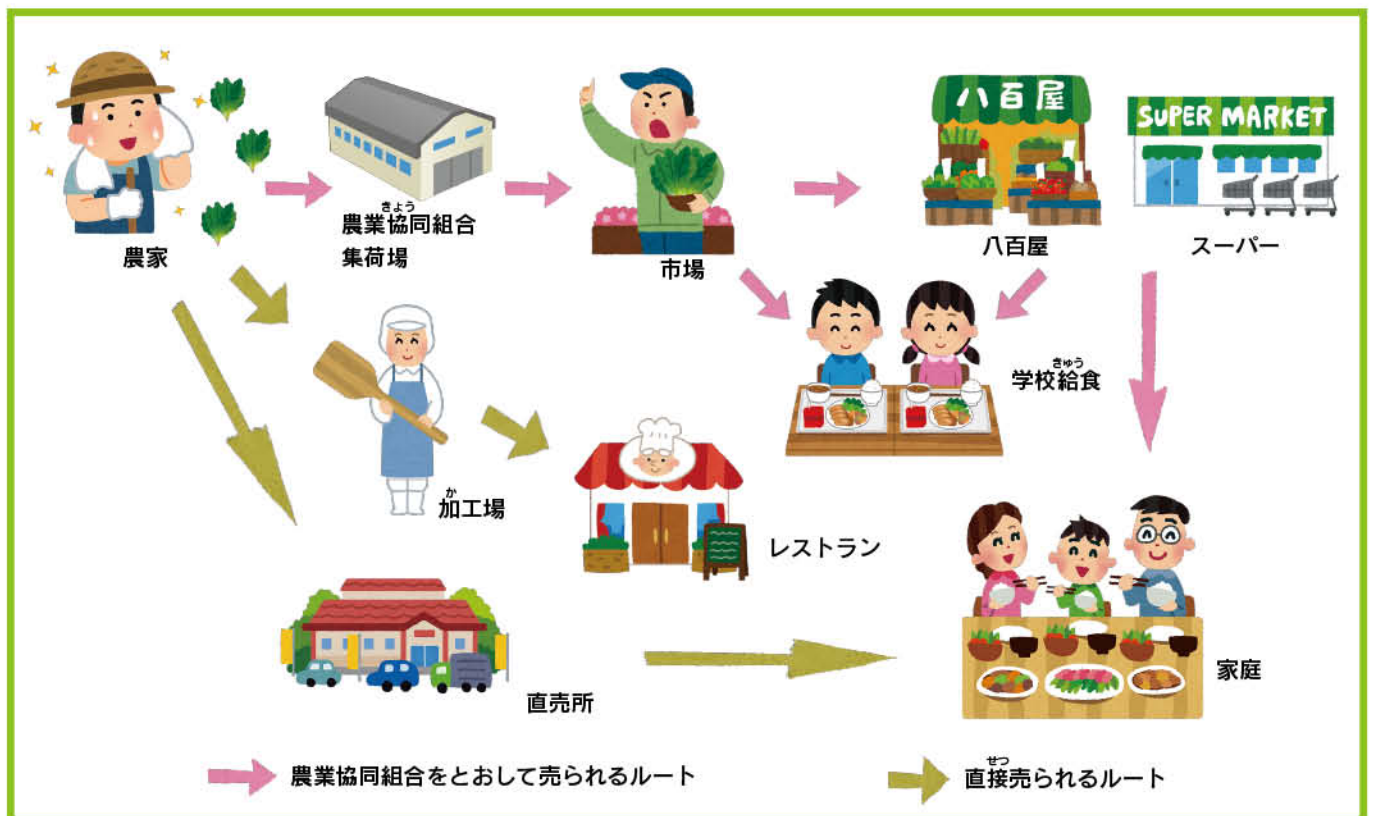 八百屋
SUPER MARKET
農家
きょう
農業協同組合
集荷場
市場
八百屋
スーパー
きゅう
学校給食
か
加工場
レストラン
直売所
家庭
農業協同組合をとおして売られるルート
せつ
直接売られるルート